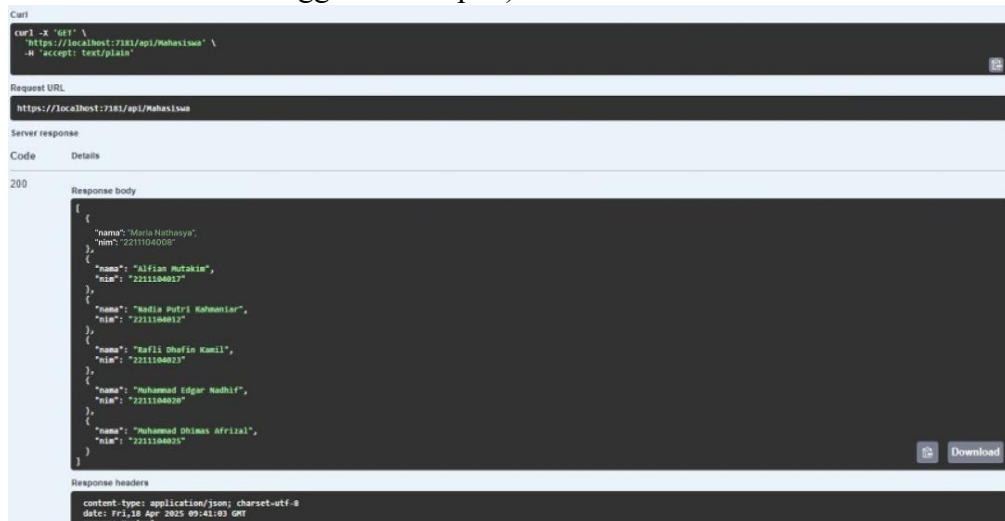 Curl
curl -X 'GET' \
'https://localhost:7181/api/Mahasiswa' \
-H 'accept: text/plain'
Request URL
https://localhost:7181/api/Mahasiswa
Server response
Code Details
200
Response body
[
{
"nama": "Maria Nathasya",
"nim": "2211104008"
},
{
"nama": "Alfian Mutakim",
"nim": "2211104017"
},
{
"nama": "Nadia Putri Rahmaniar",
"nim": "2211104012"
},
{
"nama": "Rafli Dhafin Kamil",
"nim": "2211104023"
},
{
"nama": "Muhammad Edgar Nadhif",
"nim": "2211104020"
},
{
"nama": "Muhammad Dhimas Afrizal",
"nim": "2211104025"
}
]
Download
Response headers
content-type: application/json; charset=utf-8
date: Fri,18 Apr 2025 09:41:03 GMT